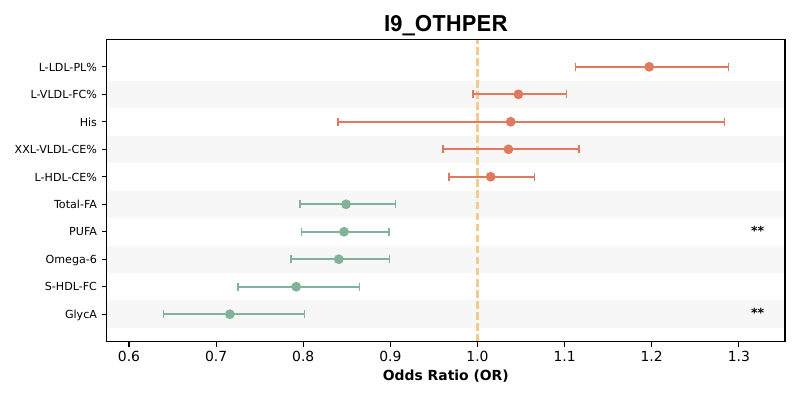 I9_OTHPER
L-LDL-PL%
L-VLDL-FC%
His
XXL-VLDL-CE%
L-HDL-CE%
Total-FA
PUFA **
Omega-6
S-HDL-FC
GlycA **
0.6 0.7 0.8 0.9 1.0 1.1 1.2 1.3
Odds Ratio (OR)